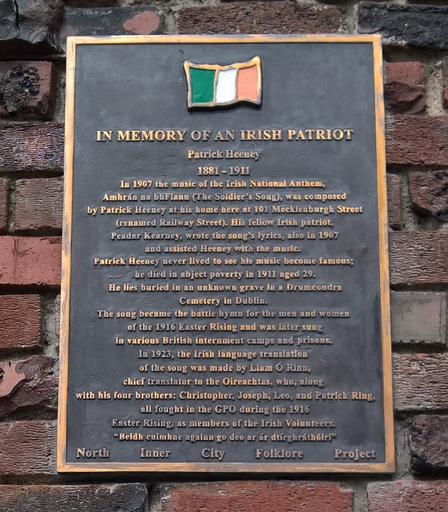 IN MEMORY OF AN IRISH PATRIOT
Patrick Heeney
1881 - 1911
In 1907 the music of the Irish National Anthem,
Amhrán na bhFiann (The Soldier's Song), was composed
by Patrick Heeney at his home here at 101 Mecklenburgh Street
(renamed Railway Street). His fellow Irish patriot,
Peadar Kearney, wrote the song's lyrics, also in 1907
and assisted Heeney with the music.
Patrick Heeney never lived to see his music become famous;
he died in abject poverty in 1911 aged 29.
He lies buried in an unknown grave in a Drumcondra
Cemetery in Dublin.
The song became the battle hymn for the men and women
of the 1916 Easter Rising and was later sung
in various British internment camps and prisons.
In 1923, the Irish language translation
of the song was made by Liam Ó Rinn,
chief translator to the Oireachtas, who, along
with his four brothers: Christopher, Joseph, Leo, and Patrick Ring,
all fought in the GPO during the 1916
Easter Rising, as members of the Irish Volunteers.
"Beidh cuimhne againn go deo ar ár dtírghráthóirí"
North Inner City Folklore Project